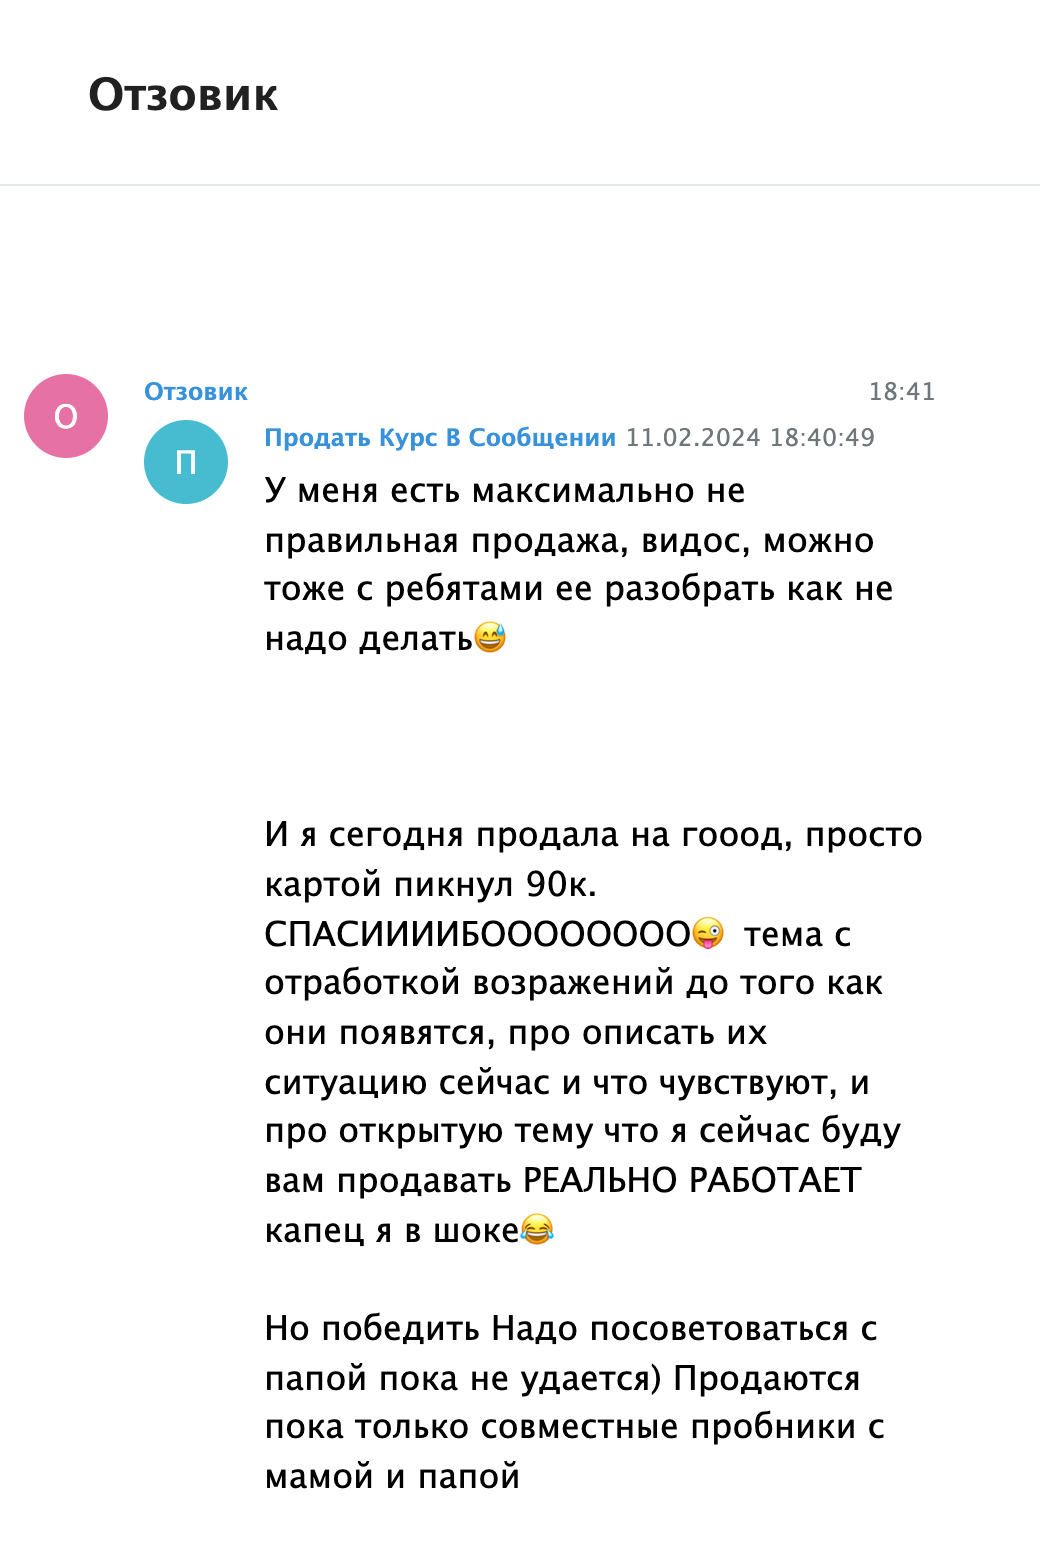 Отзовик
О
Отзовик 18:41
П
Продать Курс В Сообщении 11.02.2024 18:40:49
У меня есть максимально не
правильная продажа, видос, можно
тоже с ребятами ее разобрать как не
надо делать😅
И я сегодня продала на гооод, просто
картой пикнул 90к.
СПАСИИИИБОООООООО😜 тема с
отработкой возражений до того как
они появятся, про описать их
ситуацию сейчас и что чувствуют, и
про открытую тему что я сейчас буду
вам продавать РЕАЛЬНО РАБОТАЕТ
капец я в шоке😂
Но победить Надо посоветоваться с
папой пока не удается) Продаются
пока только совместные пробники с
мамой и папой